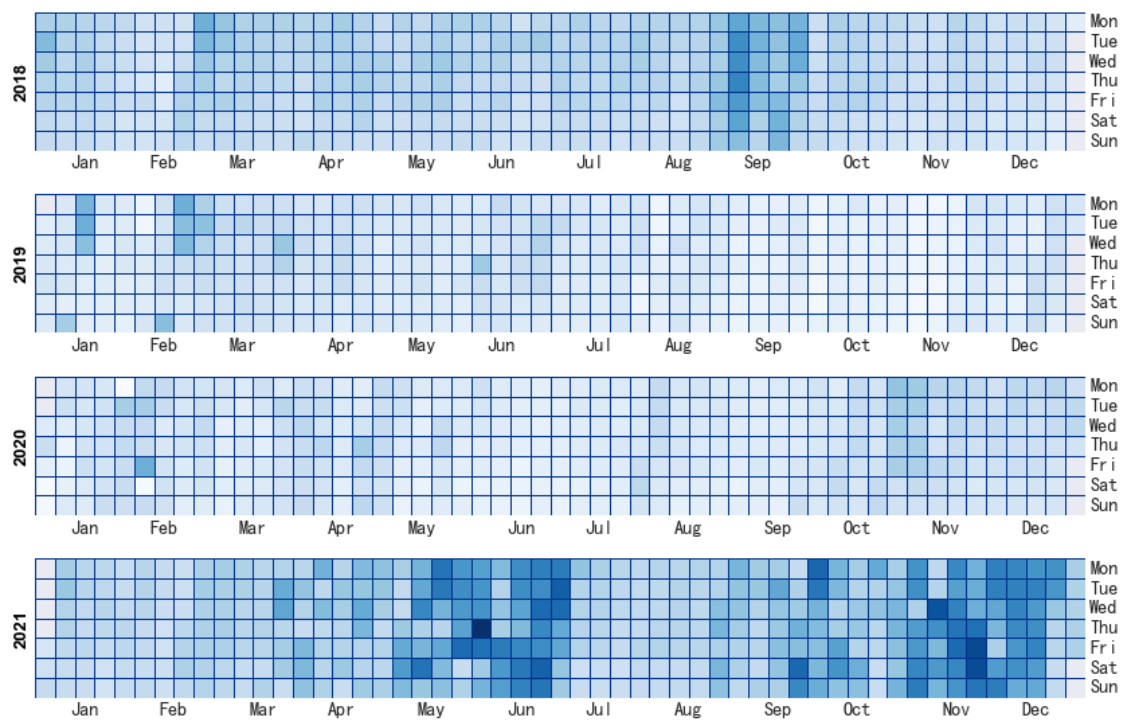 2018
Mon
Tue
Wed
Thu
Fri
Sat
Sun
Jan Feb Mar Apr May Jun Jul Aug Sep Oct Nov Dec
2019
Mon
Tue
Wed
Thu
Fri
Sat
Sun
Jan Feb Mar Apr May Jun Jul Aug Sep Oct Nov Dec
2020
Mon
Tue
Wed
Thu
Fri
Sat
Sun
Jan Feb Mar Apr May Jun Jul Aug Sep Oct Nov Dec
2021
Mon
Tue
Wed
Thu
Fri
Sat
Sun
Jan Feb Mar Apr May Jun Jul Aug Sep Oct Nov Dec